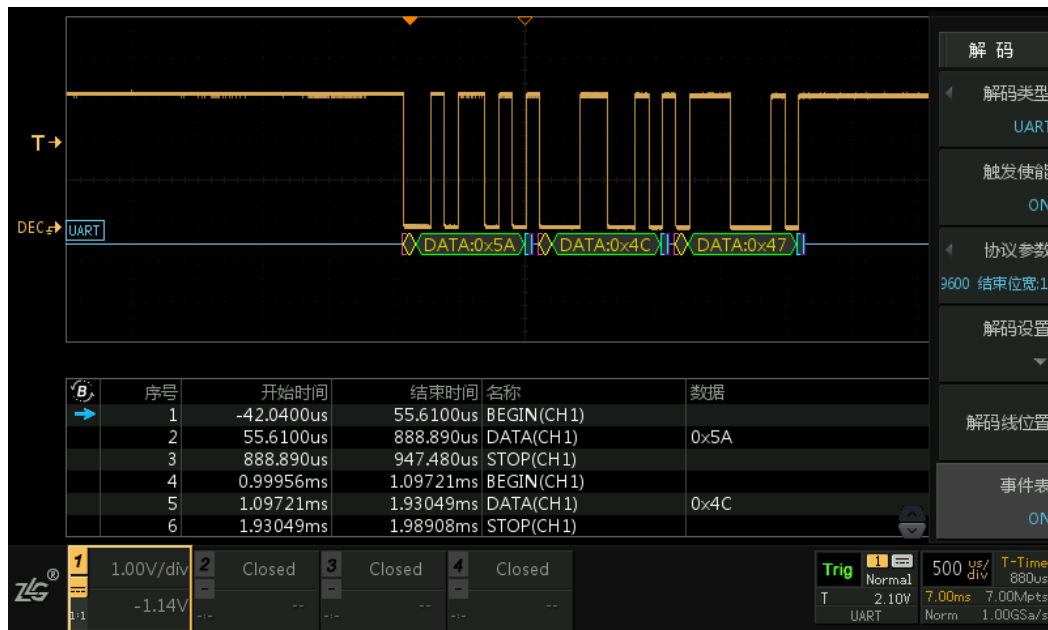 解 码
解码类型
UART
触发使能
ON
协议参数
9600 结束位宽:1
解码设置
解码线位置
事件表
ON
T
DEC
UART
DATA:0x5A
DATA:0x4C
DATA:0x47
B 序号 开始时间 结束时间 名称 数据
1 -42.0400us 55.6100us BEGIN(CH1)
2 55.6100us 888.890us DATA(CH1) 0x5A
3 888.890us 947.480us STOP(CH1)
4 0.99956ms 1.09721ms BEGIN(CH1)
5 1.09721ms 1.93049ms DATA(CH1) 0x4C
6 1.93049ms 1.98908ms STOP(CH1)
ZLG®
1 1.00V/div
-1.14V
1:1
2 Closed
--
-:-
3 Closed
--
-:-
4 Closed
--
-:-
Trig 1 Normal
T 2.10V
UART
500 us/div T-Time
880us
7.00ms 7.00Mpts
Norm 1.00GSa/s